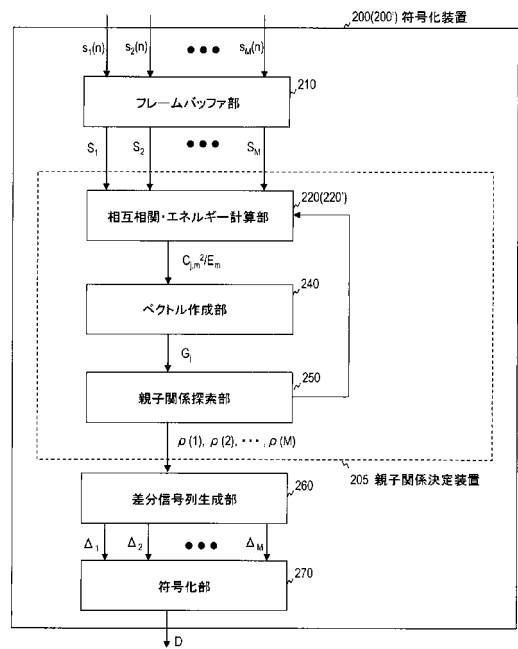 200(200') 符号化装置
s1(n) s2(n) ●●● sM(n)
210
フレームバッファ部
S1 S2 ●●● SM
220(220')
相互相関・エネルギー計算部
Cj,m²/Em
240
ベクトル作成部
Gj
250
親子関係探索部
ρ(1), ρ(2), ･･･, ρ(M)
205 親子関係決定装置
260
差分信号列生成部
Δ1 Δ2 ●●● ΔM
270
符号化部
D